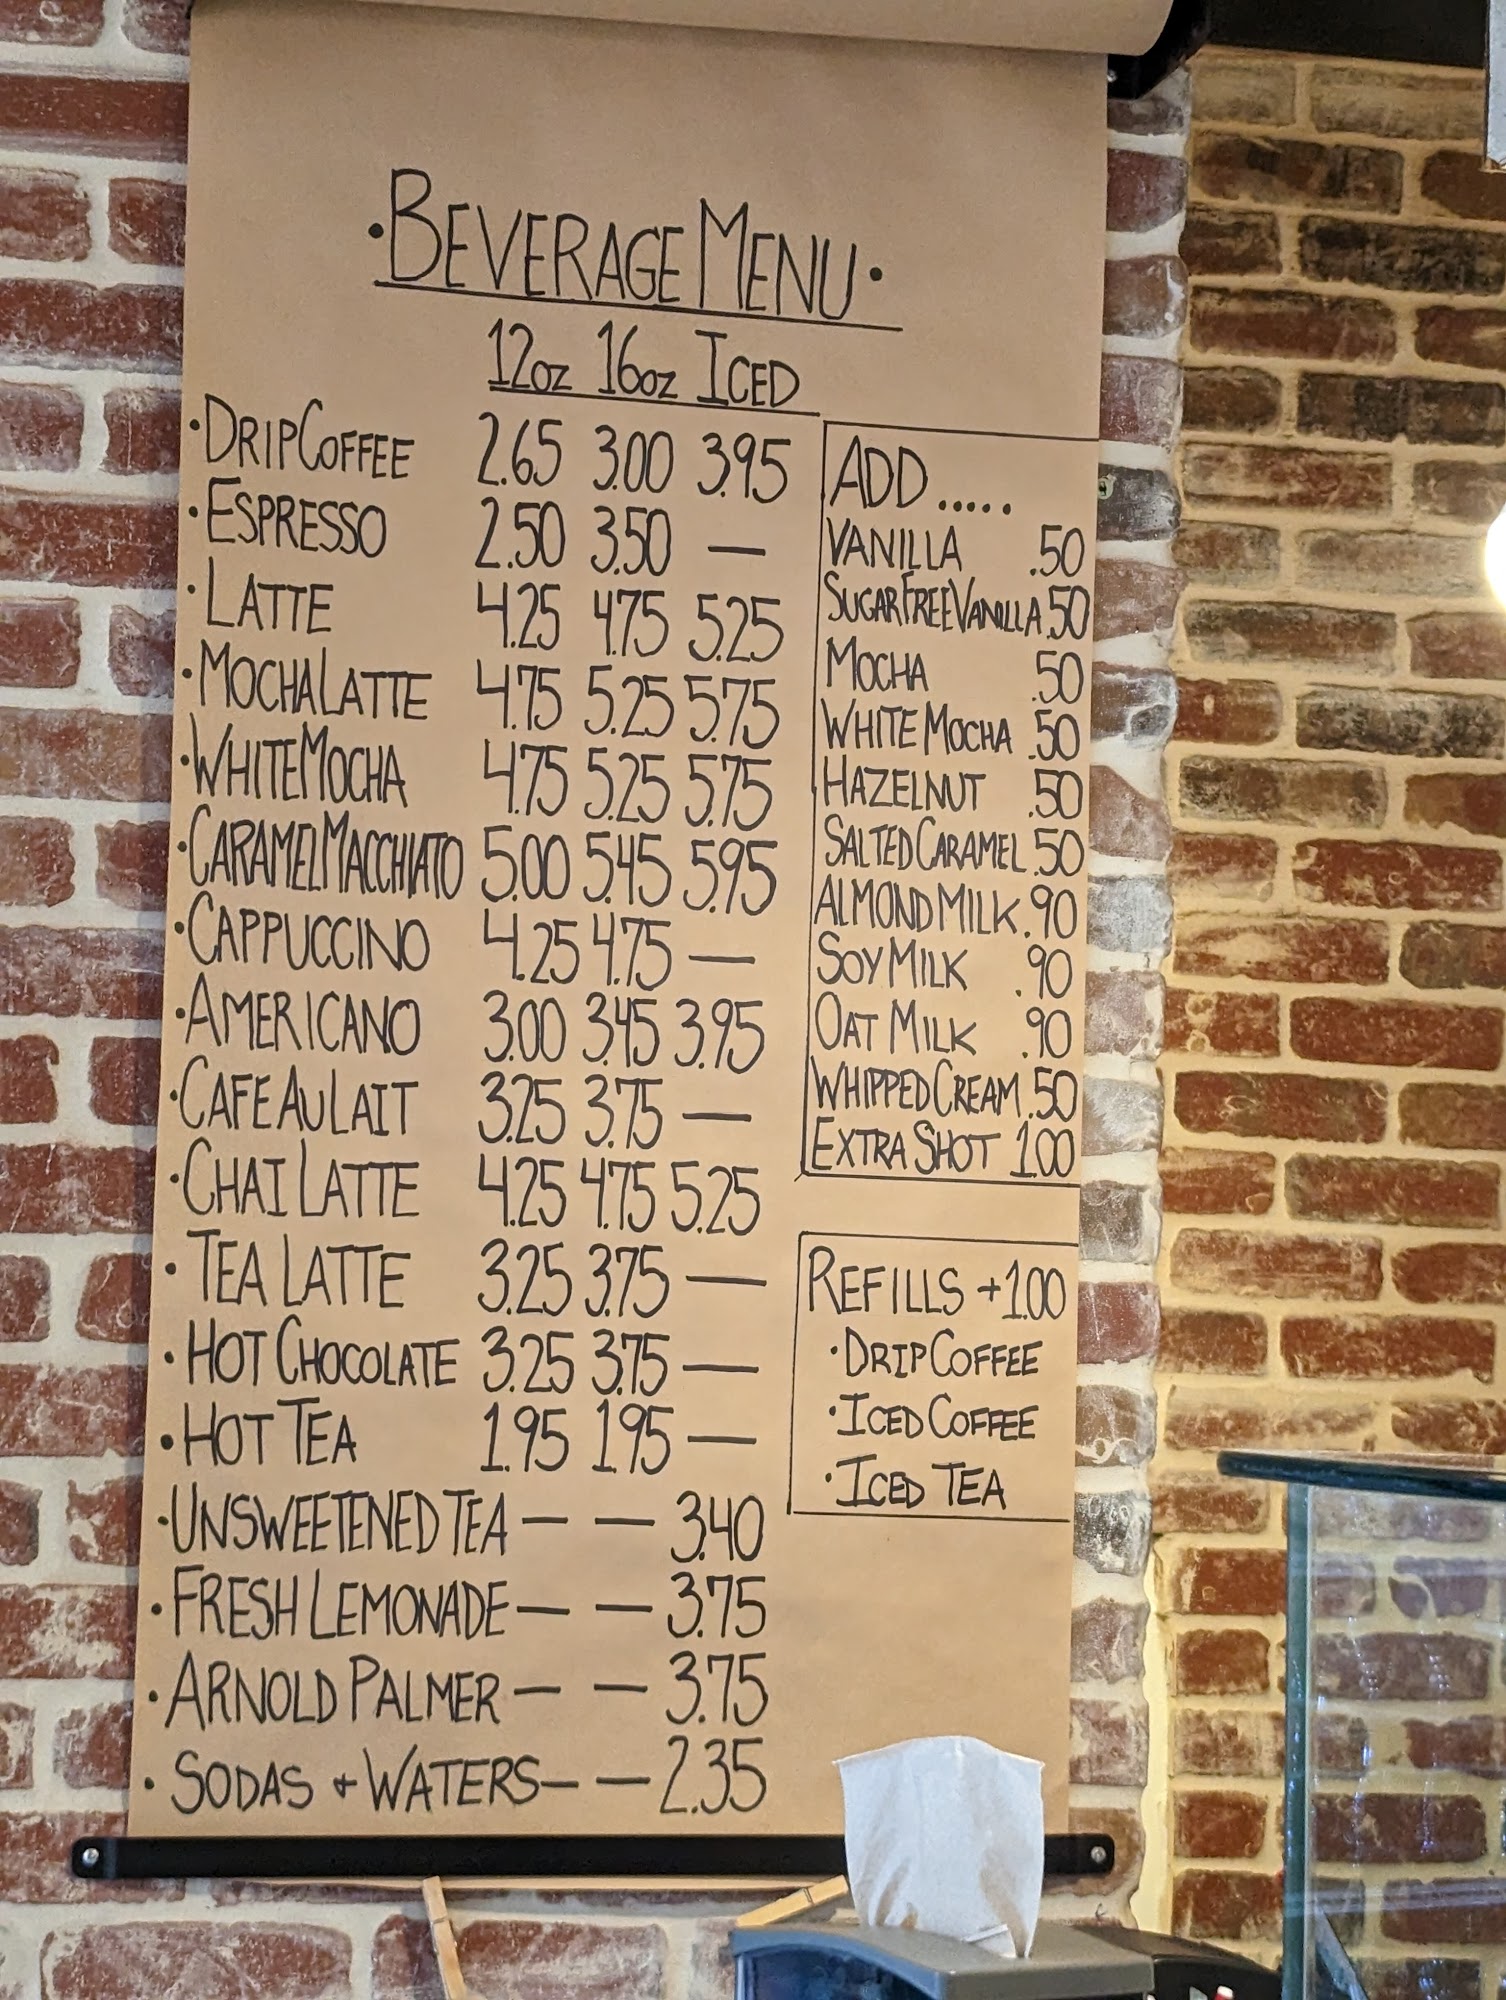 ·BEVERAGE MENU·
12oz 16oz ICED
·DRIP COFFEE 2.65 3.00 3.95
·ESPRESSO 2.50 3.50 —
·LATTE 4.25 4.75 5.25
·MOCHA LATTE 4.75 5.25 5.75
·WHITE MOCHA 4.75 5.25 5.75
·CARAMEL MACCHIATO 5.00 5.45 5.95
·CAPPUCCINO 4.25 4.75 —
·AMERICANO 3.00 3.45 3.95
·CAFE AU LAIT 3.25 3.75 —
·CHAI LATTE 4.25 4.75 5.25
·TEA LATTE 3.25 3.75 —
·HOT CHOCOLATE 3.25 3.75 —
·HOT TEA 1.95 1.95 —
·UNSWEETENED TEA — — 3.40
·FRESH LEMONADE — — 3.75
·ARNOLD PALMER — — 3.75
·SODAS + WATERS — — 2.35
ADD.....
VANILLA .50
SUGAR FREE VANILLA .50
MOCHA .50
WHITE MOCHA .50
HAZELNUT .50
SALTED CARAMEL .50
ALMOND MILK .90
SOY MILK .90
OAT MILK .90
WHIPPED CREAM .50
EXTRA SHOT 1.00
REFILLS +1.00
·DRIP COFFEE
·ICED COFFEE
·ICED TEA